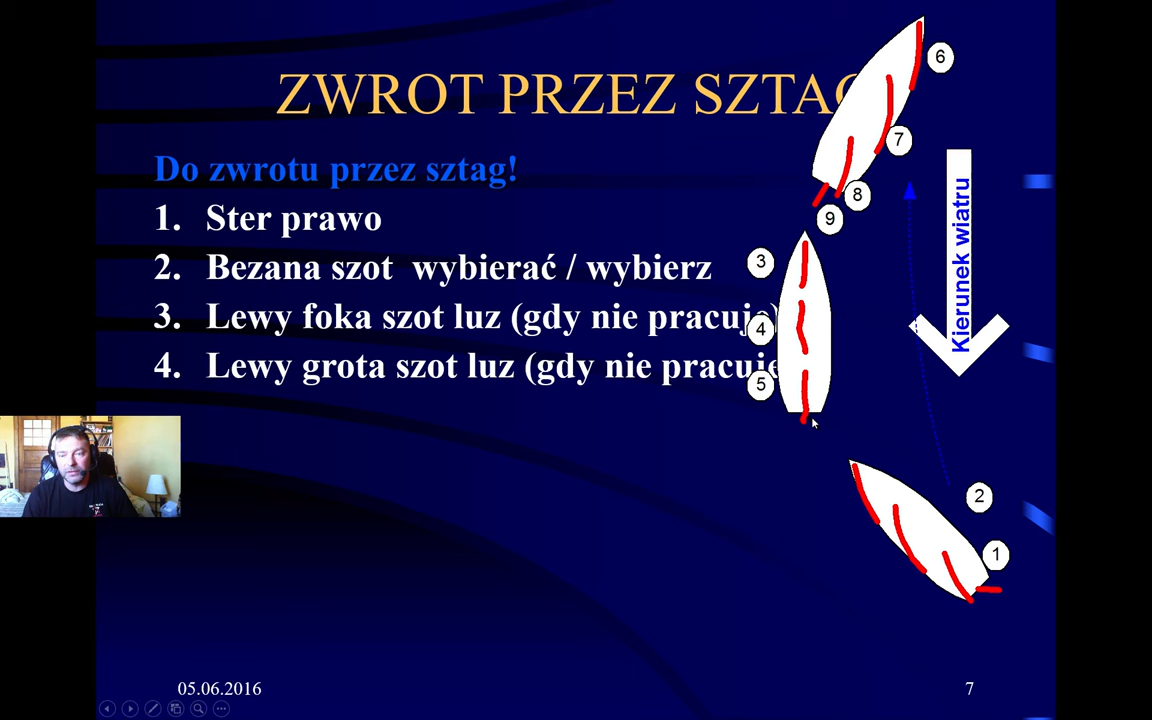 ZWROT PRZEZ SZTAG
Do zwrotu przez sztag!
1. Ster prawo
2. Bezana szot wybierać / wybierz
3. Lewy foka szot luz (gdy nie pracuje)
4. Lewy grota szot luz (gdy nie pracuje
6
7
8
9
3
4
5
2
1
Kierunek wiatru
05.06.2016
7